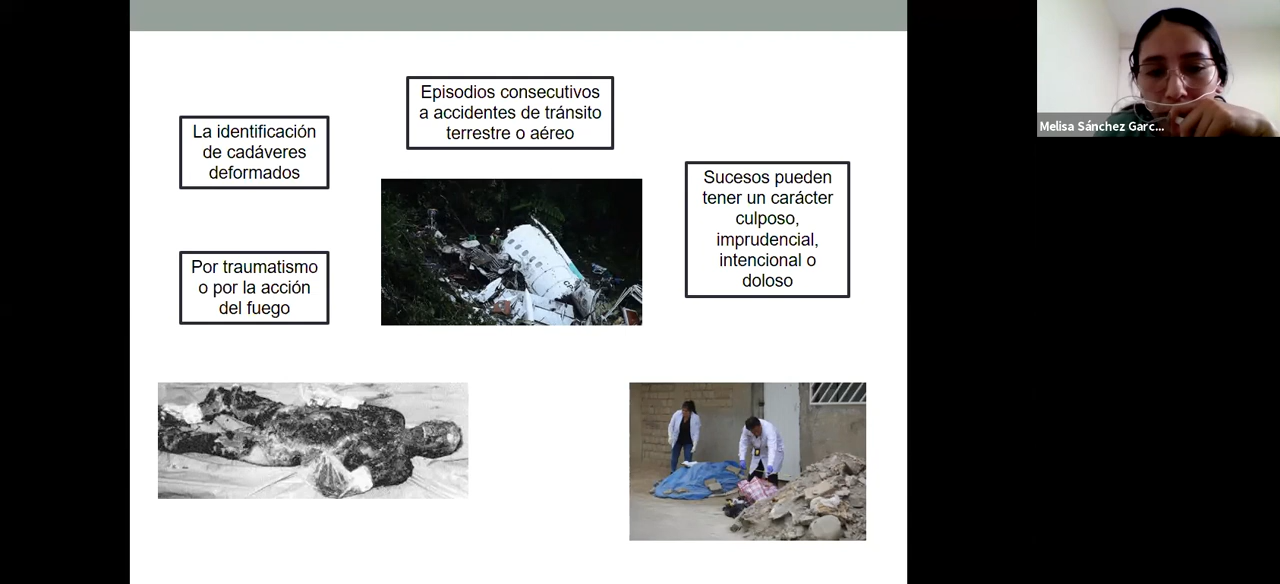 Episodios consecutivos
a accidentes de tránsito
terrestre o aéreo
La identificación
de cadáveres
deformados
Sucesos pueden
tener un carácter
culposo,
imprudencial,
intencional o
doloso
Por traumatismo
o por la acción
del fuego
Melisa Sánchez Garc...